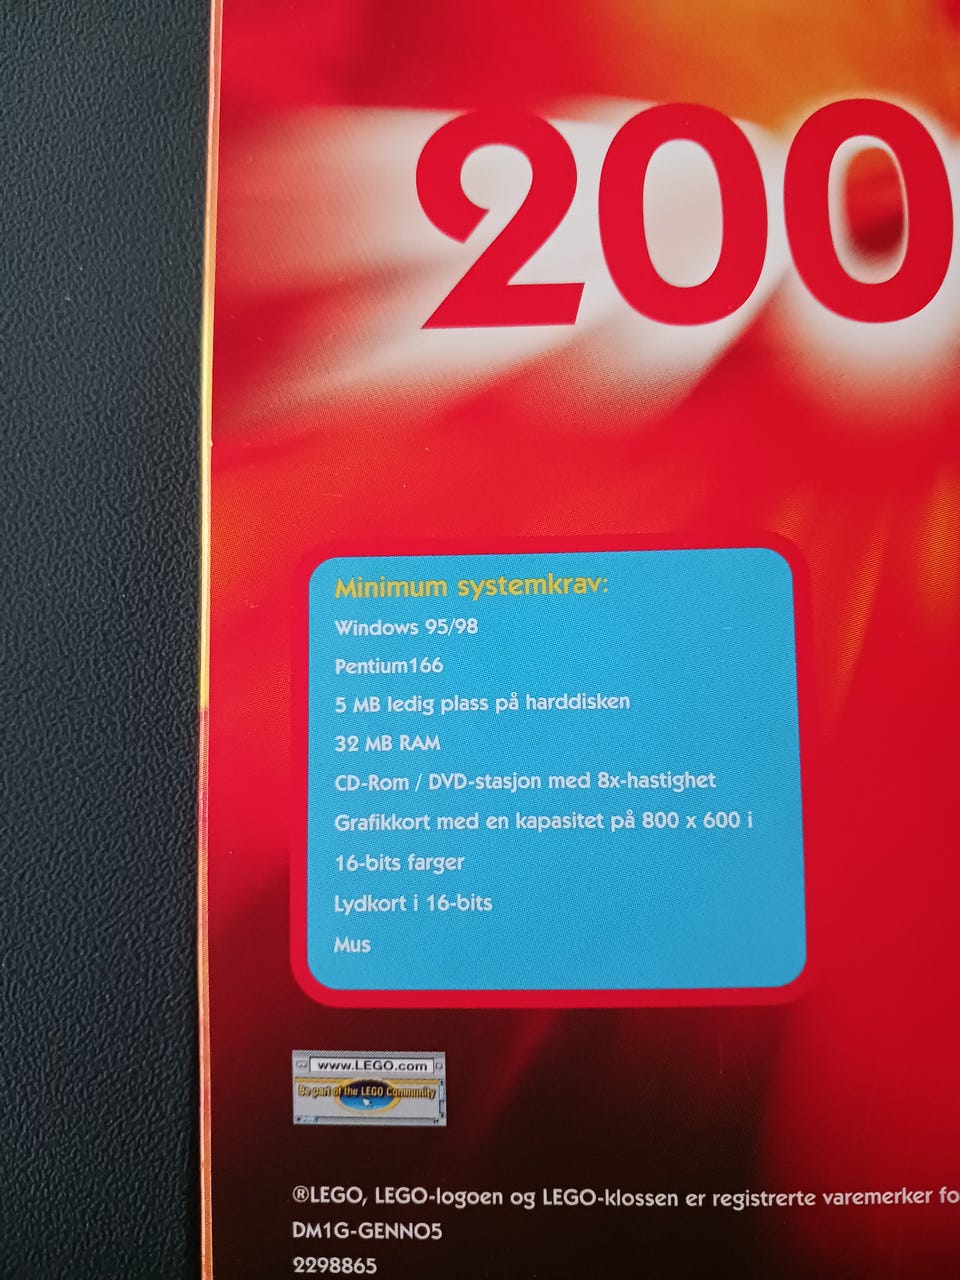 200
Minimum systemkrav:
Windows 95/98
Pentium166
5 MB ledig plass på harddisken
32 MB RAM
CD-Rom / DVD-stasjon med 8x-hastighet
Grafikkort med en kapasitet på 800 x 600 i
16-bits farger
Lydkort i 16-bits
Mus
www.LEGO.com
Be part of the LEGO Community
®LEGO, LEGO-logoen og LEGO-klossen er registrerte varemerker fo
DM1G-GENNO5
2298865